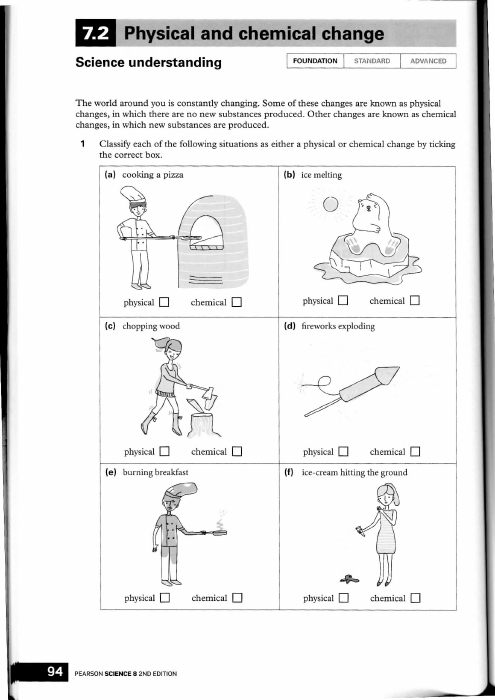 7.2 Physical and chemical change
Science understanding
FOUNDATION STANDARD ADVANCED
The world around you is constantly changing. Some of these changes are known as physical
changes, in which there are no new substances produced. Other changes are known as chemical
changes, in which new substances are produced.
1 Classify each of the following situations as either a physical or chemical change by ticking
the correct box.
(a) cooking a pizza
physical chemical
(b) ice melting
physical chemical
(c) chopping wood
physical chemical
(d) fireworks exploding
physical chemical
(e) burning breakfast
physical chemical
(f) ice-cream hitting the ground
physical chemical
94 PEARSON SCIENCE 8 2ND EDITION